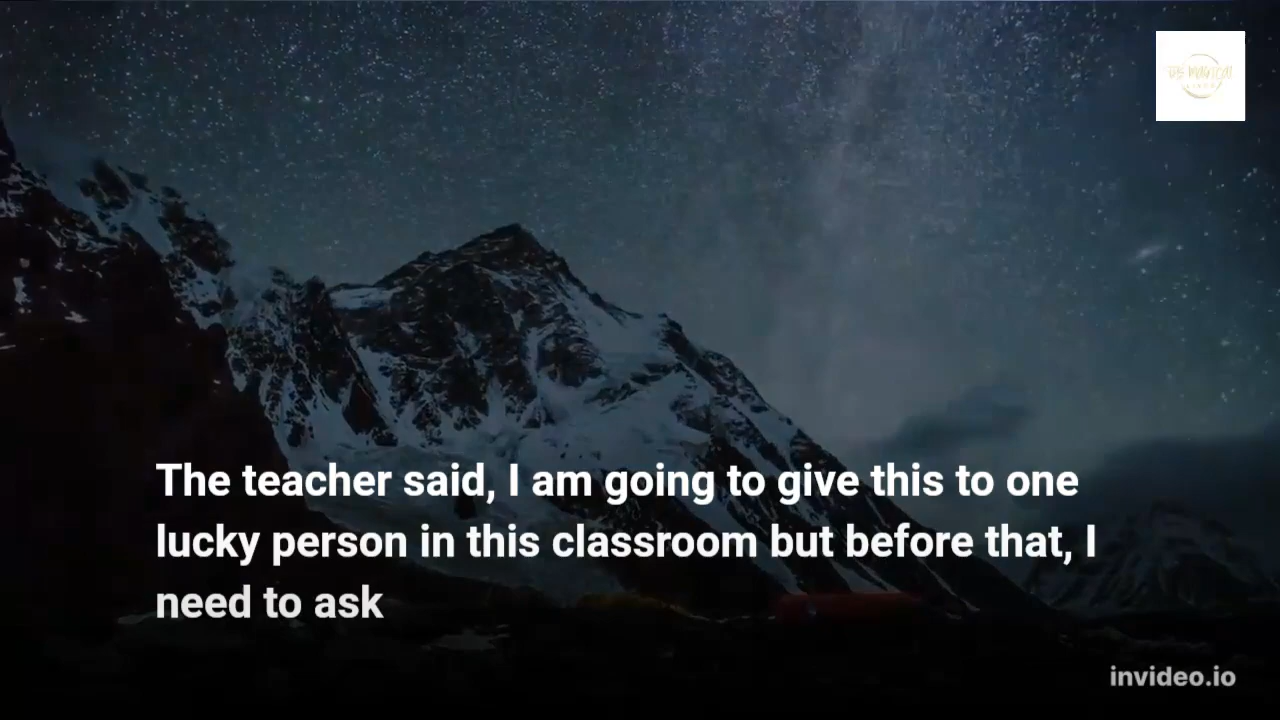 The teacher said, I am going to give this to one
lucky person in this classroom but before that, I
need to ask
invideo.io